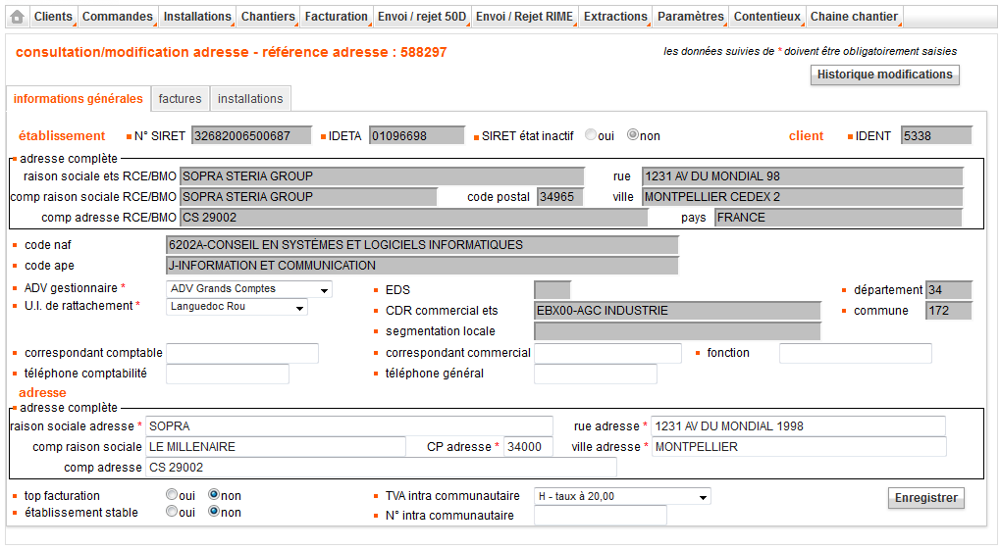 Clients Commandes Installations Chantiers Facturation Envoi / rejet 50D Envoi / Rejet RIME Extractions Paramètres Contentieux Chaine chantier
consultation/modification adresse - référence adresse : 588297
les données suivies de * doivent être obligatoirement saisies
Historique modifications
informations générales factures installations
établissement N° SIRET 32682006500687 IDETA 01096698 SIRET état inactif oui non client IDENT 5338
adresse complète
raison sociale ets RCE/BMO SOPRA STERIA GROUP rue 1231 AV DU MONDIAL 98
comp raison sociale RCE/BMO SOPRA STERIA GROUP code postal 34965 ville MONTPELLIER CEDEX 2
comp adresse RCE/BMO CS 29002 pays FRANCE
code naf 6202A-CONSEIL EN SYSTÈMES ET LOGICIELS INFORMATIQUES
code ape J-INFORMATION ET COMMUNICATION
ADV gestionnaire * ADV Grands Comptes EDS département 34
U.I. de rattachement * Languedoc Rou CDR commercial ets EBX00-AGC INDUSTRIE commune 172
segmentation locale
correspondant comptable correspondant commercial fonction
téléphone comptabilité téléphone général
adresse
adresse complète
raison sociale adresse * SOPRA rue adresse * 1231 AV DU MONDIAL 1998
comp raison sociale LE MILLENAIRE CP adresse * 34000 ville adresse * MONTPELLIER
comp adresse CS 29002
top facturation oui non TVA intra communautaire H - taux à 20,00 Enregistrer
établissement stable oui non N° intra communautaire